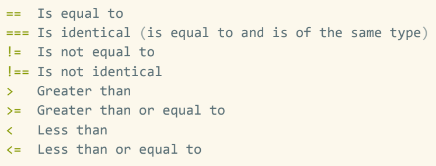 == Is equal to
=== Is identical (is equal to and is of the same type)
!= Is not equal to
!== Is not identical
> Greater than
>= Greater than or equal to
< Less than
<= Less than or equal to